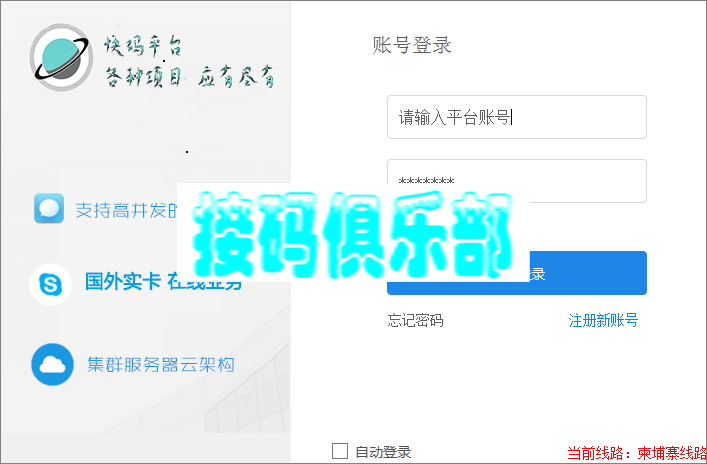 快码平台
各种项目 应有尽有
账号登录
请输入平台账号
**********
支持高并发的
接码俱乐部
国外实卡 在线业务
录
忘记密码
注册新账号
集群服务器云架构
自动登录
当前线路：柬埔寨线路